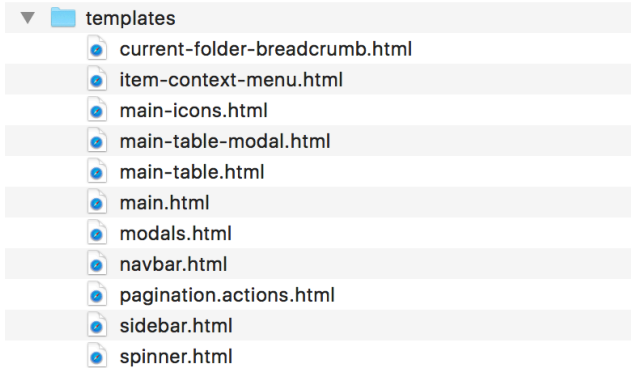 templates
current-folder-breadcrumb.html
item-context-menu.html
main-icons.html
main-table-modal.html
main-table.html
main.html
modals.html
navbar.html
pagination.actions.html
sidebar.html
spinner.html